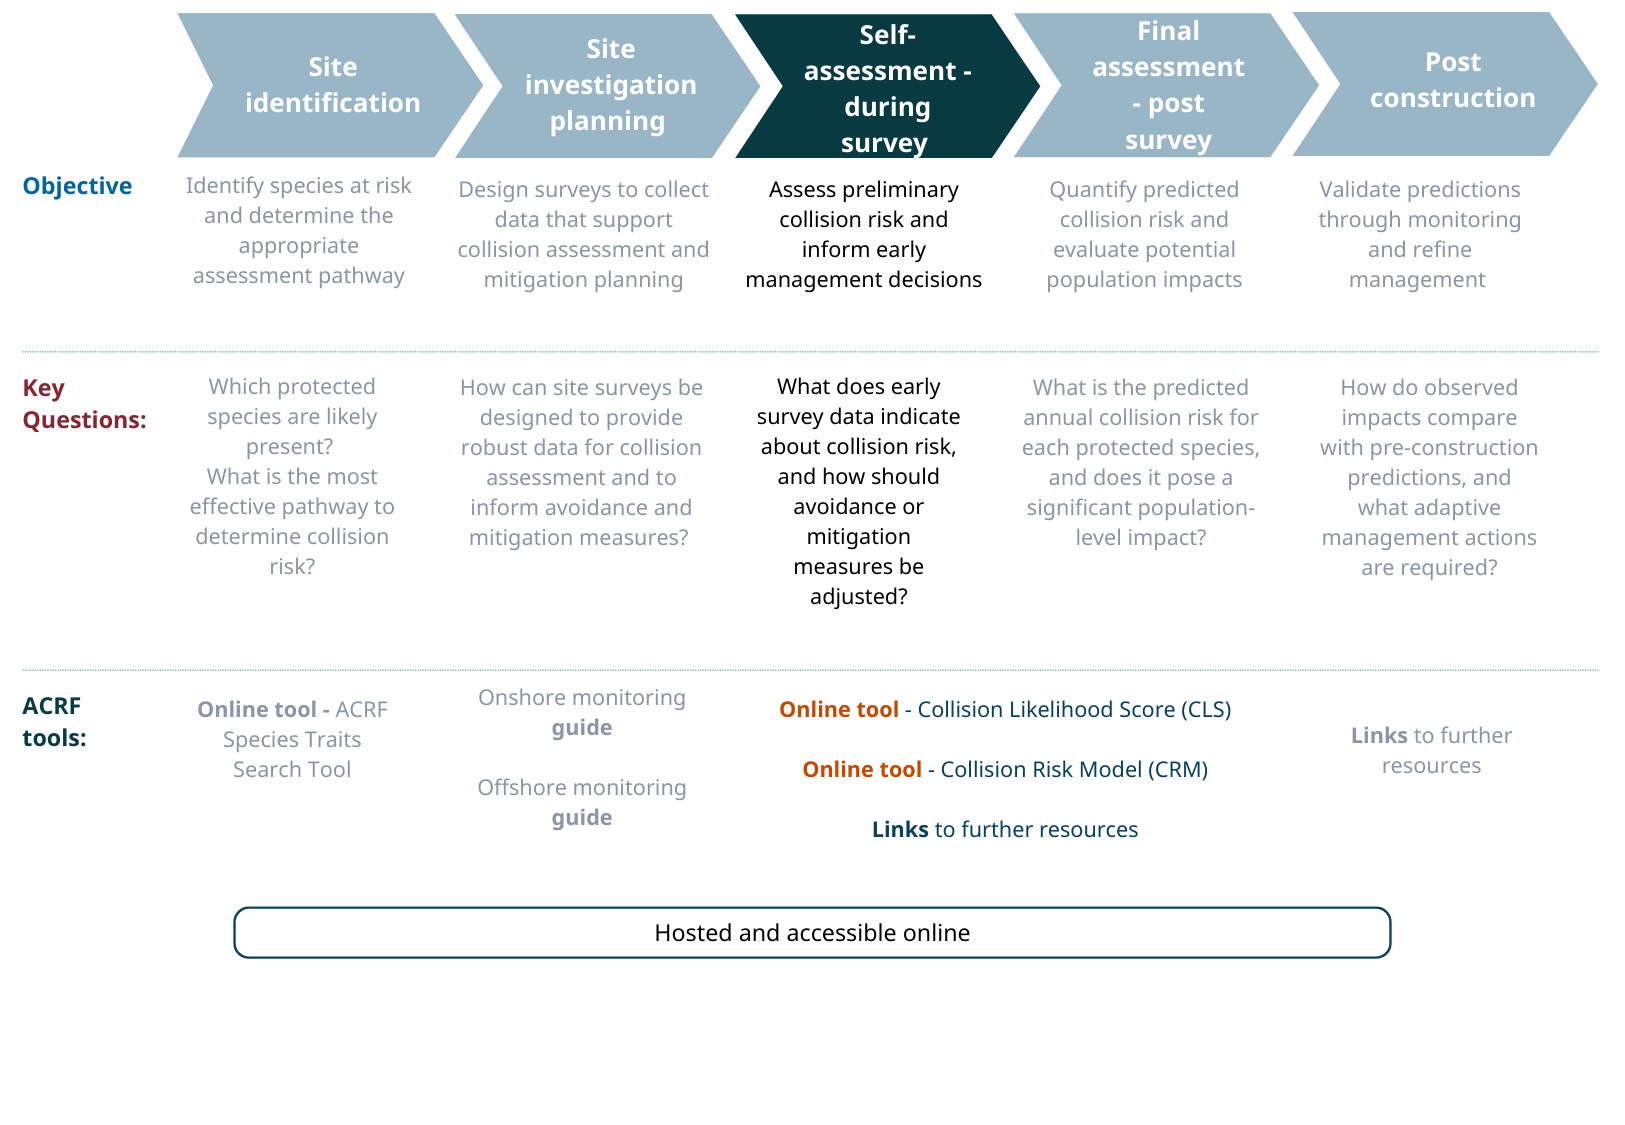 Site
identification
Site
investigation
planning
Self-
assessment -
during
survey
Final
assessment
- post
survey
Post
construction
Objective
Identify species at risk
and determine the
appropriate
assessment pathway
Design surveys to collect
data that support
collision assessment and
mitigation planning
Assess preliminary
collision risk and
inform early
management decisions
Quantify predicted
collision risk and
evaluate potential
population impacts
Validate predictions
through monitoring
and refine
management
Key
Questions:
Which protected
species are likely
present?
What is the most
effective pathway to
determine collision
risk?
How can site surveys be
designed to provide
robust data for collision
assessment and to
inform avoidance and
mitigation measures?
What does early
survey data indicate
about collision risk,
and how should
avoidance or
mitigation
measures be
adjusted?
What is the predicted
annual collision risk for
each protected species,
and does it pose a
significant population-
level impact?
How do observed
impacts compare
with pre-construction
predictions, and
what adaptive
management actions
are required?
ACRF
tools:
Online tool - ACRF
Species Traits
Search Tool
Onshore monitoring
guide
Offshore monitoring
guide
Online tool - Collision Likelihood Score (CLS)
Online tool - Collision Risk Model (CRM)
Links to further resources
Links to further
resources
Hosted and accessible online